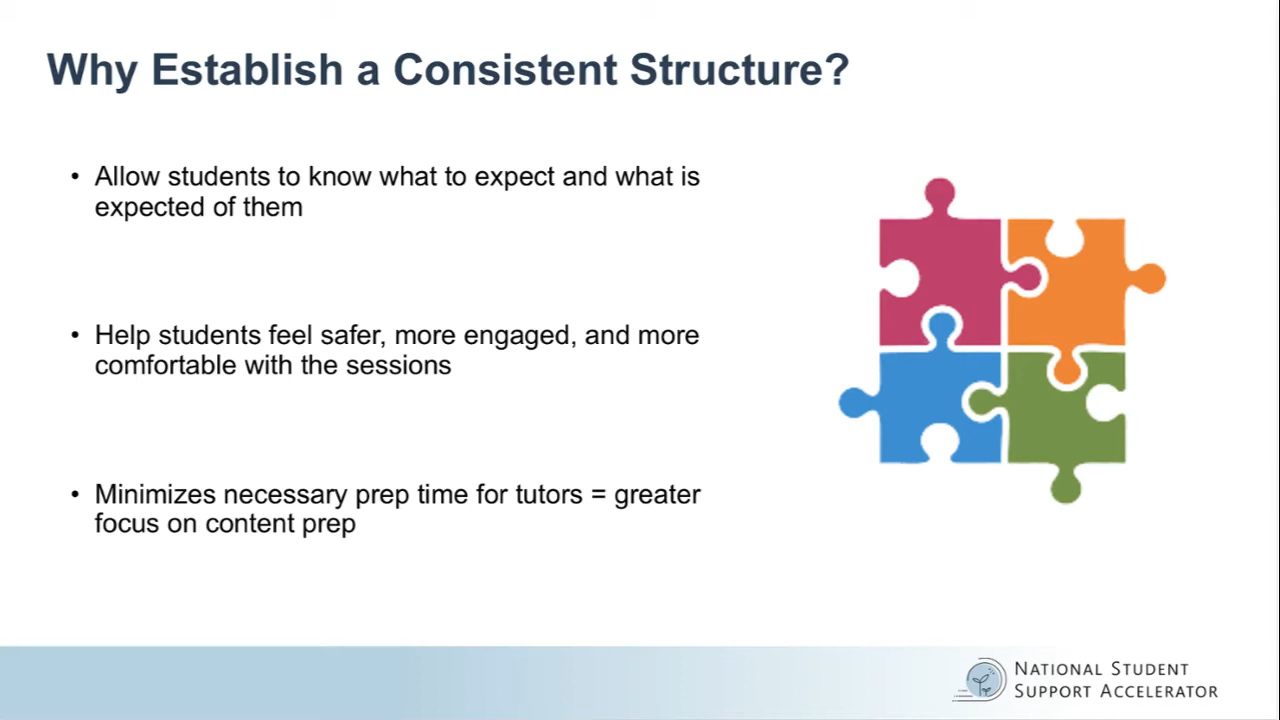 Why Establish a Consistent Structure?
• Allow students to know what to expect and what is
expected of them
• Help students feel safer, more engaged, and more
comfortable with the sessions
• Minimizes necessary prep time for tutors = greater
focus on content prep
NATIONAL STUDENT
SUPPORT ACCELERATOR